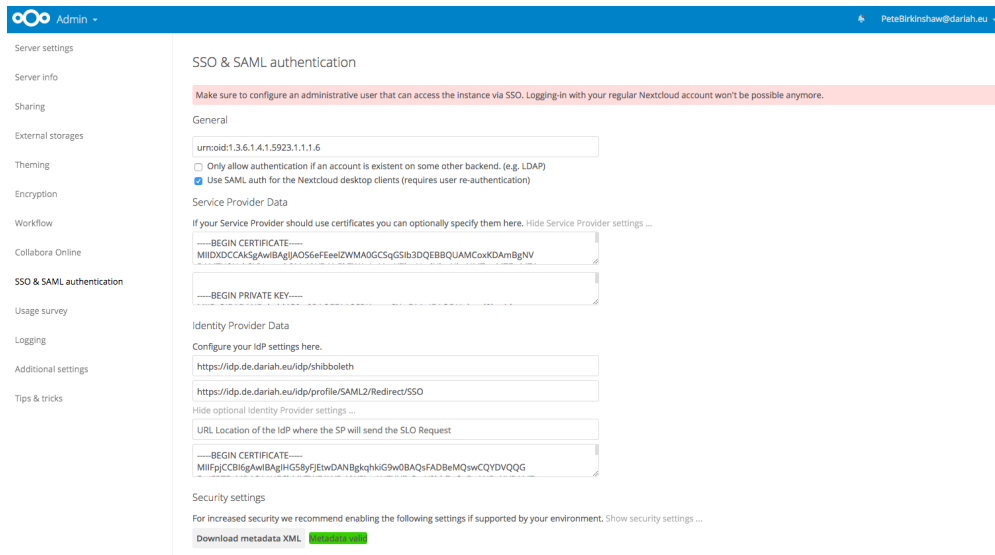 Admin
PeteBirkinshaw@dariah.eu
Server settings
Server info
Sharing
External storages
Theming
Encryption
Workflow
Collabora Online
SSO & SAML authentication
Usage survey
Logging
Additional settings
Tips & tricks
SSO & SAML authentication
Make sure to configure an administrative user that can access the instance via SSO. Logging-in with your regular Nextcloud account won't be possible anymore.
General
urn:oid:1.3.6.1.4.1.5923.1.1.1.6
Only allow authentication if an account is existent on some other backend. (e.g. LDAP)
Use SAML auth for the Nextcloud desktop clients (requires user re-authentication)
Service Provider Data
If your Service Provider should use certificates you can optionally specify them here. Hide Service Provider settings ...
-----BEGIN CERTIFICATE-----
MIIDXDCCAkSgAwIBAgIJAOS6eFEeelZWMA0GCSqGSIb3DQEBBQUAMCoxKDAmBgNV
-----BEGIN PRIVATE KEY-----
Identity Provider Data
Configure your IdP settings here.
https://idp.de.dariah.eu/idp/shibboleth
https://idp.de.dariah.eu/idp/profile/SAML2/Redirect/SSO
Hide optional Identity Provider settings ...
URL Location of the IdP where the SP will send the SLO Request
-----BEGIN CERTIFICATE-----
MIIFpjCCBI6gAwIBAgIHG58yFJEtwDANBgkqhkiG9w0BAQsFADBeMQswCQYDVQQG
Security settings
For increased security we recommend enabling the following settings if supported by your environment. Show security settings ...
Download metadata XML
Metadata valid